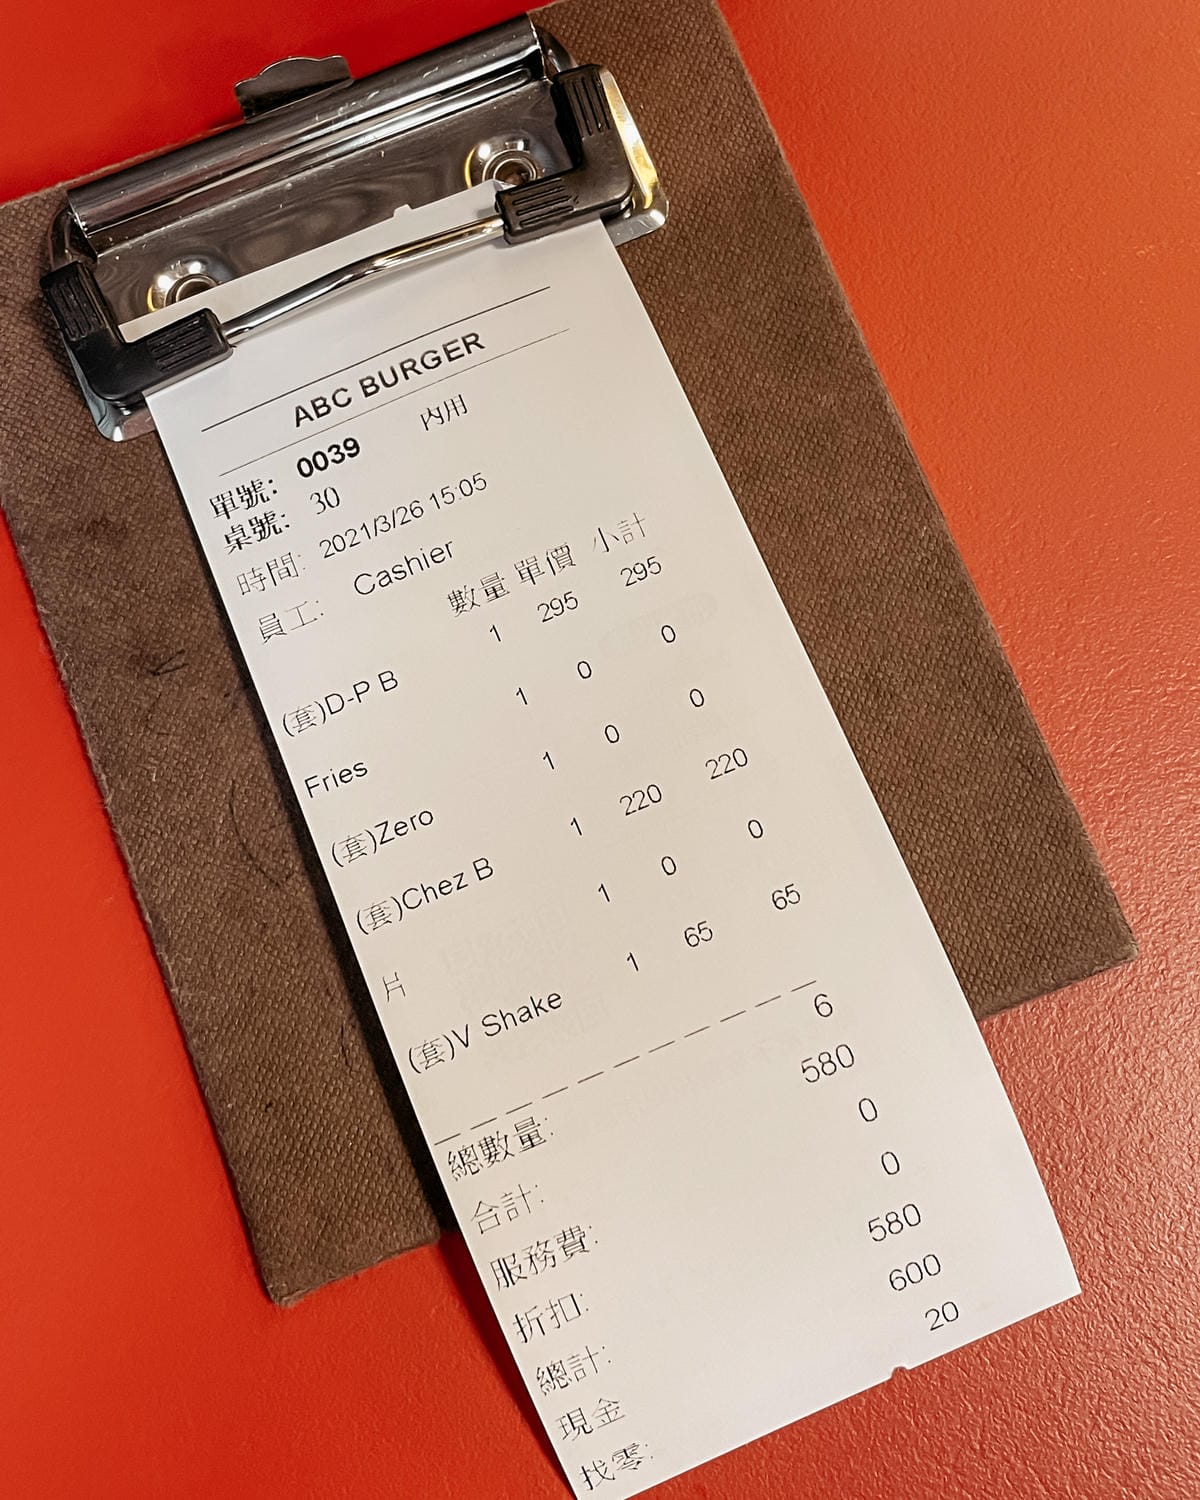 ABC BURGER
單號: 0039 內用
桌號: 30
時間: 2021/3/26 15:05
員工: Cashier
數量 單價 小計
(套)D-P B 1 295 295
Fries 1 0 0
(套)Zero 1 0 0
(套)Chez B 1 220 220
片 1 0 0
(套)V Shake 1 65 65
總數量: 6
合計: 580
服務費: 0
折扣: 0
總計: 580
現金 600
找零: 20